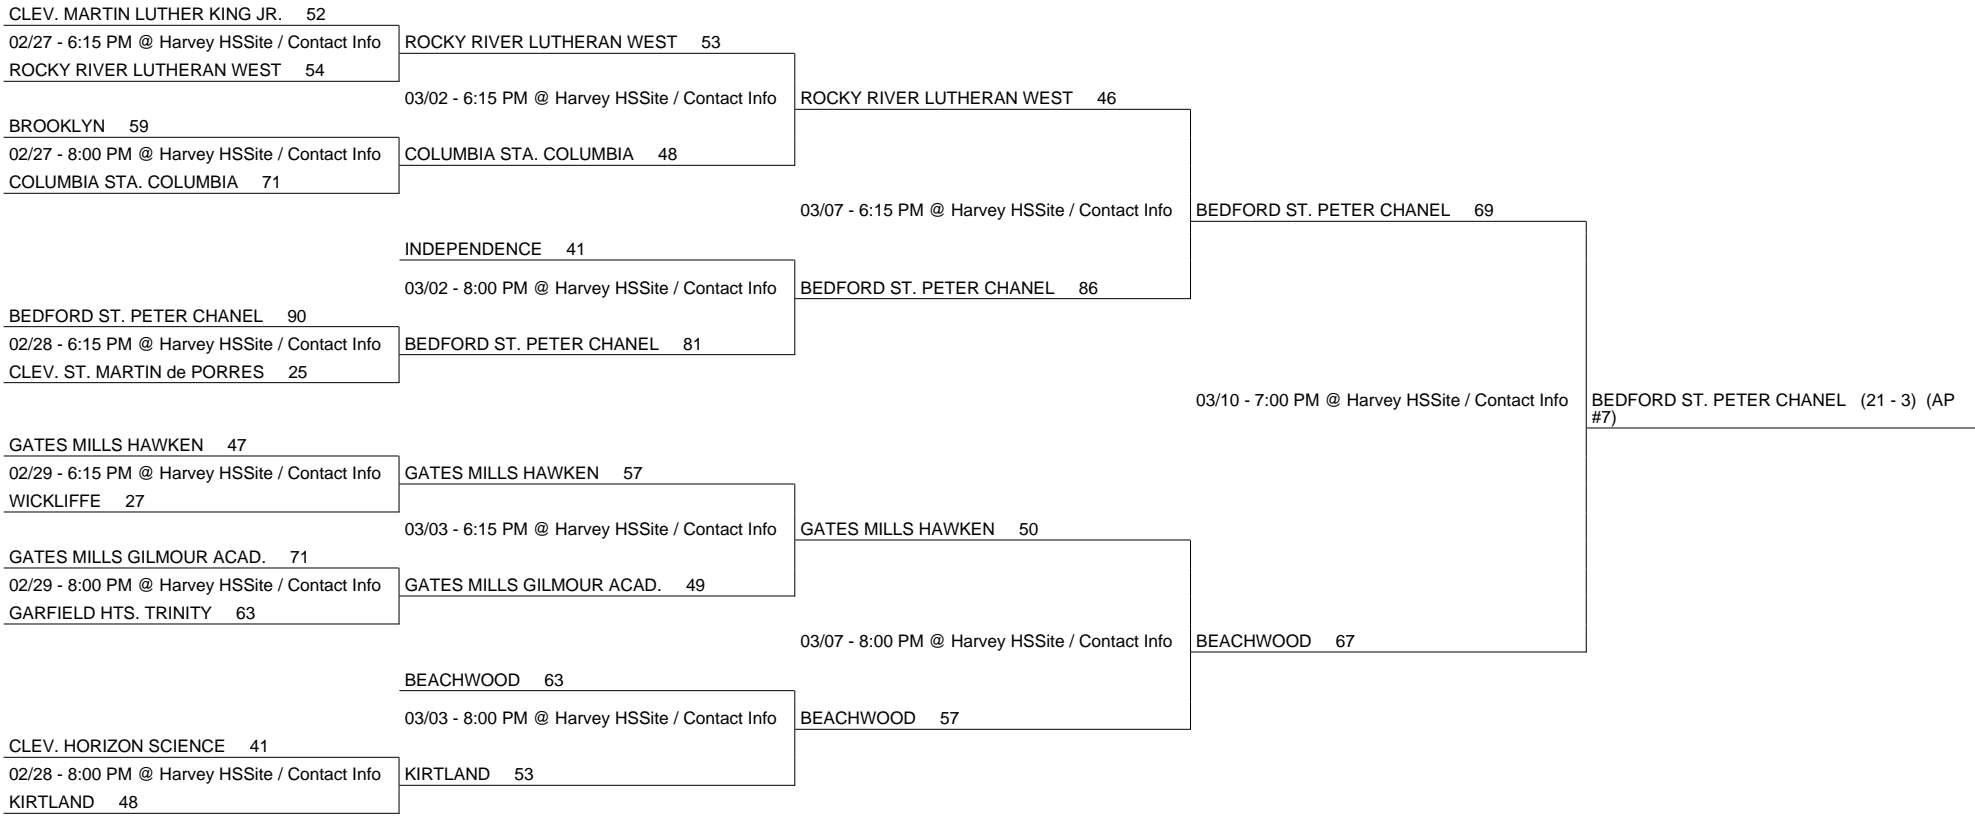 CLEV. MARTIN LUTHER KING JR. 52
02/27 - 6:15 PM @ Harvey HSSite / Contact Info
ROCKY RIVER LUTHERAN WEST 54
BROOKLYN 59
02/27 - 8:00 PM @ Harvey HSSite / Contact Info
COLUMBIA STA. COLUMBIA 71
BEDFORD ST. PETER CHANEL 90
02/28 - 6:15 PM @ Harvey HSSite / Contact Info
CLEV. ST. MARTIN de PORRES 25
GATES MILLS HAWKEN 47
02/29 - 6:15 PM @ Harvey HSSite / Contact Info
WICKLIFFE 27
GATES MILLS GILMOUR ACAD. 71
02/29 - 8:00 PM @ Harvey HSSite / Contact Info
GARFIELD HTS. TRINITY 63
CLEV. HORIZON SCIENCE 41
02/28 - 8:00 PM @ Harvey HSSite / Contact Info
KIRTLAND 48
ROCKY RIVER LUTHERAN WEST 53
03/02 - 6:15 PM @ Harvey HSSite / Contact Info
COLUMBIA STA. COLUMBIA 48
INDEPENDENCE 41
03/02 - 8:00 PM @ Harvey HSSite / Contact Info
BEDFORD ST. PETER CHANEL 81
GATES MILLS HAWKEN 57
03/03 - 6:15 PM @ Harvey HSSite / Contact Info
GATES MILLS GILMOUR ACAD. 49
BEACHWOOD 63
03/03 - 8:00 PM @ Harvey HSSite / Contact Info
KIRTLAND 53
ROCKY RIVER LUTHERAN WEST 46
03/07 - 6:15 PM @ Harvey HSSite / Contact Info
BEDFORD ST. PETER CHANEL 86
GATES MILLS HAWKEN 50
03/07 - 8:00 PM @ Harvey HSSite / Contact Info
BEACHWOOD 57
BEDFORD ST. PETER CHANEL 69
03/10 - 7:00 PM @ Harvey HSSite / Contact Info
BEACHWOOD 67
BEDFORD ST. PETER CHANEL (21 - 3) (AP
#7)